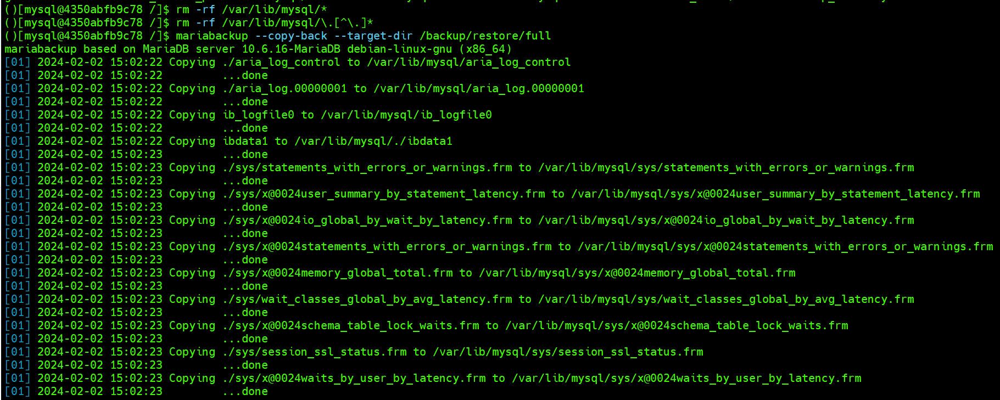 ()[mysql@4350abfb9c78 /]$ rm -rf /var/lib/mysql/*
()[mysql@4350abfb9c78 /]$ rm -rf /var/lib/mysql/\.[^\.]*
()[mysql@4350abfb9c78 /]$ mariabackup --copy-back --target-dir /backup/restore/full
mariabackup based on MariaDB server 10.6.16-MariaDB debian-linux-gnu (x86_64)
[01] 2024-02-02 15:02:22 Copying ./aria_log_control to /var/lib/mysql/aria_log_control
[01] 2024-02-02 15:02:22         ...done
[01] 2024-02-02 15:02:22 Copying ./aria_log.00000001 to /var/lib/mysql/aria_log.00000001
[01] 2024-02-02 15:02:22         ...done
[01] 2024-02-02 15:02:22 Copying ib_logfile0 to /var/lib/mysql/ib_logfile0
[01] 2024-02-02 15:02:22         ...done
[01] 2024-02-02 15:02:22 Copying ibdata1 to /var/lib/mysql/./ibdata1
[01] 2024-02-02 15:02:23         ...done
[01] 2024-02-02 15:02:23 Copying ./sys/statements_with_errors_or_warnings.frm to /var/lib/mysql/sys/statements_with_errors_or_warnings.frm
[01] 2024-02-02 15:02:23         ...done
[01] 2024-02-02 15:02:23 Copying ./sys/x@0024user_summary_by_statement_latency.frm to /var/lib/mysql/sys/x@0024user_summary_by_statement_latency.frm
[01] 2024-02-02 15:02:23         ...done
[01] 2024-02-02 15:02:23 Copying ./sys/x@0024io_global_by_wait_by_latency.frm to /var/lib/mysql/sys/x@0024io_global_by_wait_by_latency.frm
[01] 2024-02-02 15:02:23         ...done
[01] 2024-02-02 15:02:23 Copying ./sys/x@0024statements_with_errors_or_warnings.frm to /var/lib/mysql/sys/x@0024statements_with_errors_or_warnings.frm
[01] 2024-02-02 15:02:23         ...done
[01] 2024-02-02 15:02:23 Copying ./sys/x@0024memory_global_total.frm to /var/lib/mysql/sys/x@0024memory_global_total.frm
[01] 2024-02-02 15:02:23         ...done
[01] 2024-02-02 15:02:23 Copying ./sys/wait_classes_global_by_avg_latency.frm to /var/lib/mysql/sys/wait_classes_global_by_avg_latency.frm
[01] 2024-02-02 15:02:23         ...done
[01] 2024-02-02 15:02:23 Copying ./sys/x@0024schema_table_lock_waits.frm to /var/lib/mysql/sys/x@0024schema_table_lock_waits.frm
[01] 2024-02-02 15:02:23         ...done
[01] 2024-02-02 15:02:23 Copying ./sys/session_ssl_status.frm to /var/lib/mysql/sys/session_ssl_status.frm
[01] 2024-02-02 15:02:23         ...done
[01] 2024-02-02 15:02:23 Copying ./sys/x@0024waits_by_user_by_latency.frm to /var/lib/mysql/sys/x@0024waits_by_user_by_latency.frm
[01] 2024-02-02 15:02:23         ...done